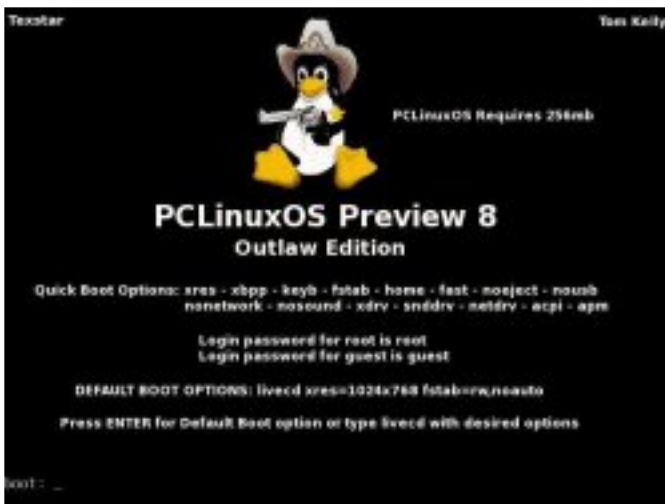 Texstar
Tom Kelly
PCLinuxOS Requires 256mb
PCLinuxOS Preview 8
Outlaw Edition
Quick Boot Options: xres - xbpp - keyb - fstab - home - fast - noeject - nousb
nonetwork - nosound - xdrv - snddrv - netdrv - acpi - apm
Login password for root is root
Login password for guest is guest
DEFAULT BOOT OPTIONS: livecd xres=1024x768 fstab=rw,noauto
Press ENTER for Default Boot option or type livecd with desired options
boot: _